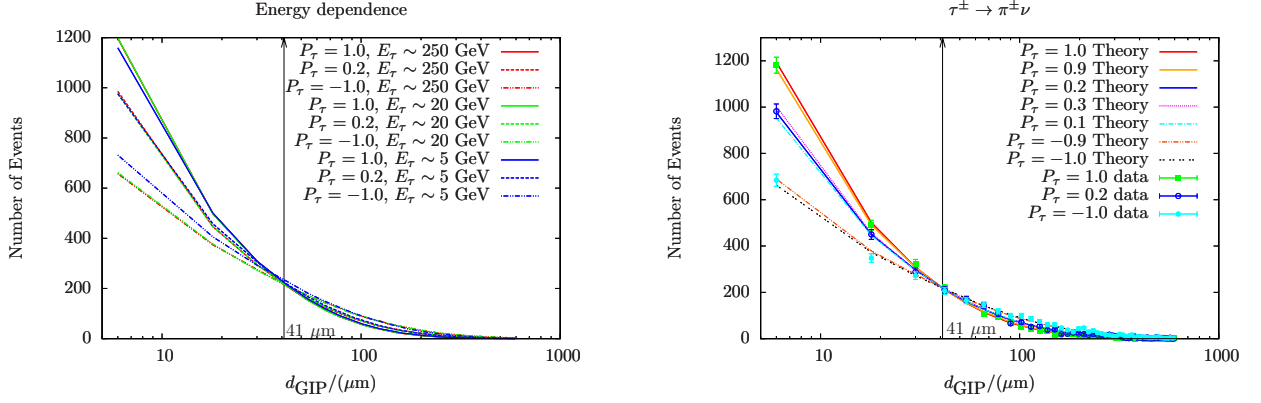 Energy dependence
Number of Events
1200
1000
800
600
400
200
0
10
100
1000
d_GIP/(μm)
41 μm
P_τ = 1.0, E_τ ∼ 250 GeV
P_τ = 0.2, E_τ ∼ 250 GeV
P_τ = −1.0, E_τ ∼ 250 GeV
P_τ = 1.0, E_τ ∼ 20 GeV
P_τ = 0.2, E_τ ∼ 20 GeV
P_τ = −1.0, E_τ ∼ 20 GeV
P_τ = 1.0, E_τ ∼ 5 GeV
P_τ = 0.2, E_τ ∼ 5 GeV
P_τ = −1.0, E_τ ∼ 5 GeV
τ± → π±ν
Number of Events
1200
1000
800
600
400
200
0
10
100
1000
d_GIP/(μm)
41 μm
P_τ = 1.0 Theory
P_τ = 0.9 Theory
P_τ = 0.2 Theory
P_τ = 0.3 Theory
P_τ = 0.1 Theory
P_τ = −0.9 Theory
P_τ = −1.0 Theory
P_τ = 1.0 data
P_τ = 0.2 data
P_τ = −1.0 data